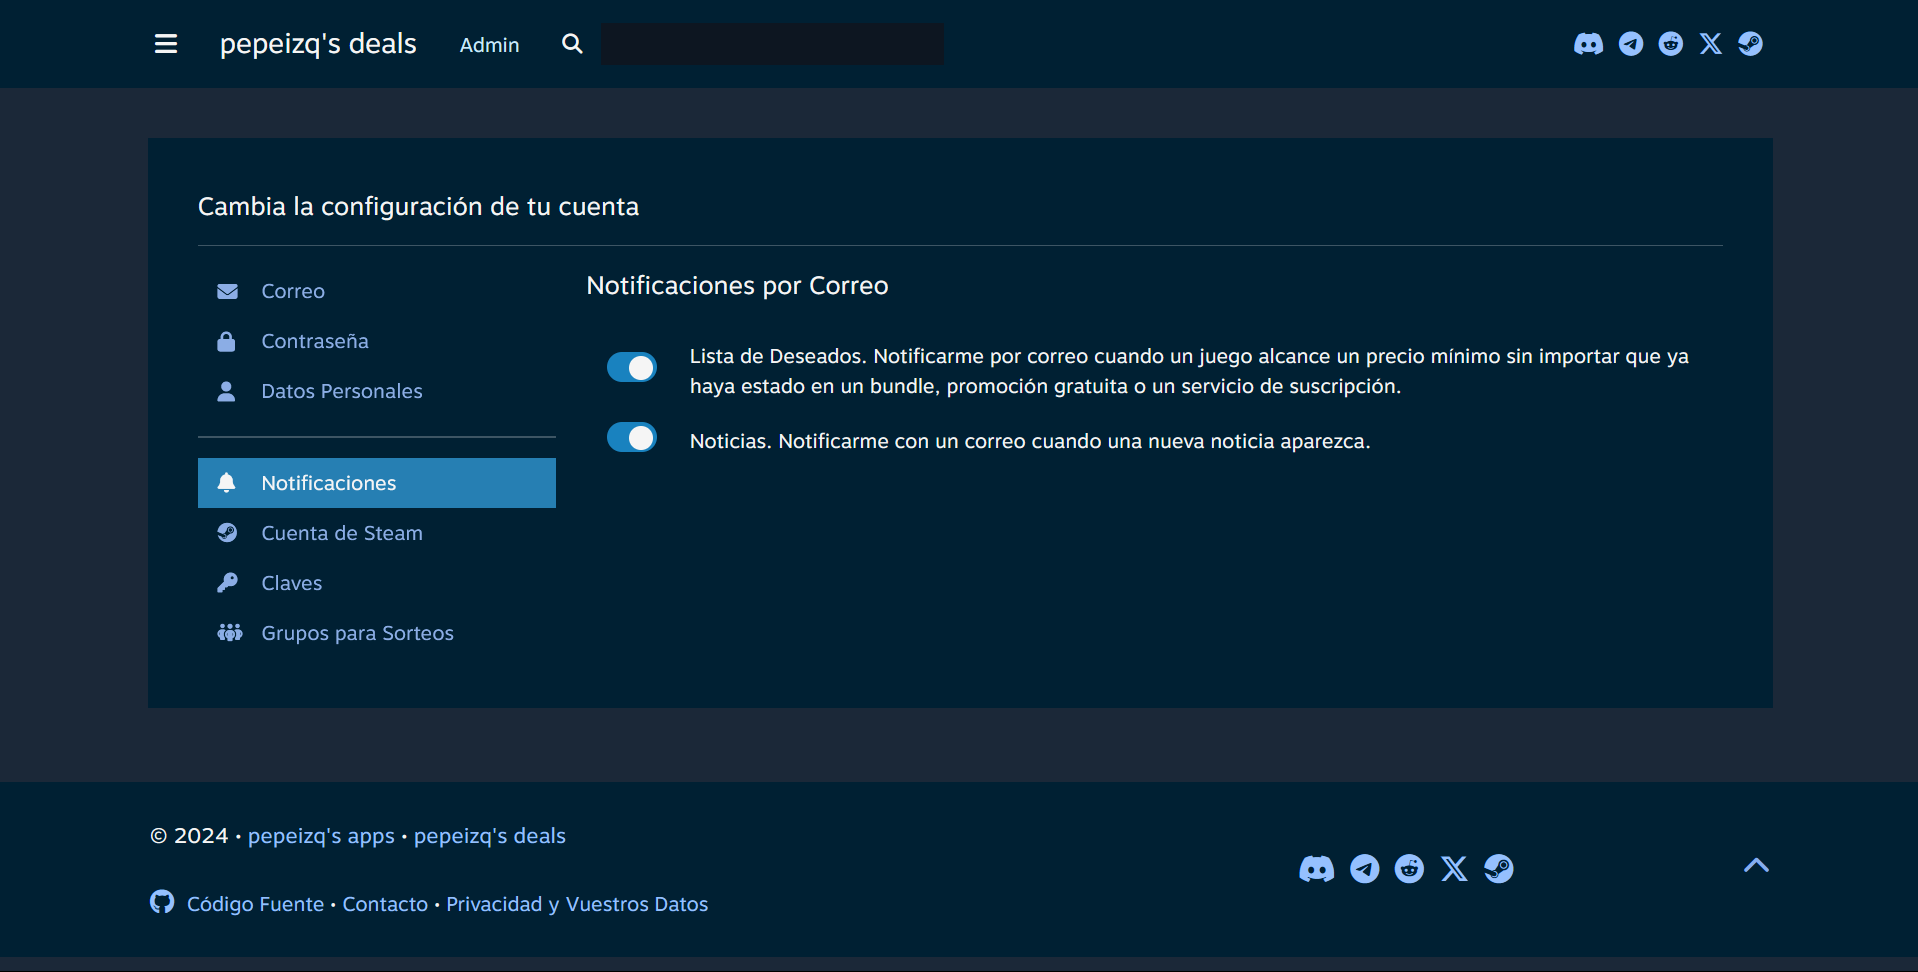 pepeizq's deals
Admin
Cambia la configuración de tu cuenta
Correo
Contraseña
Datos Personales
Notificaciones
Cuenta de Steam
Claves
Grupos para Sorteos
Notificaciones por Correo
Lista de Deseados. Notificarme por correo cuando un juego alcance un precio mínimo sin importar que ya
haya estado en un bundle, promoción gratuita o un servicio de suscripción.
Noticias. Notificarme con un correo cuando una nueva noticia aparezca.
© 2024 • pepeizq's apps • pepeizq's deals
Código Fuente • Contacto • Privacidad y Vuestros Datos